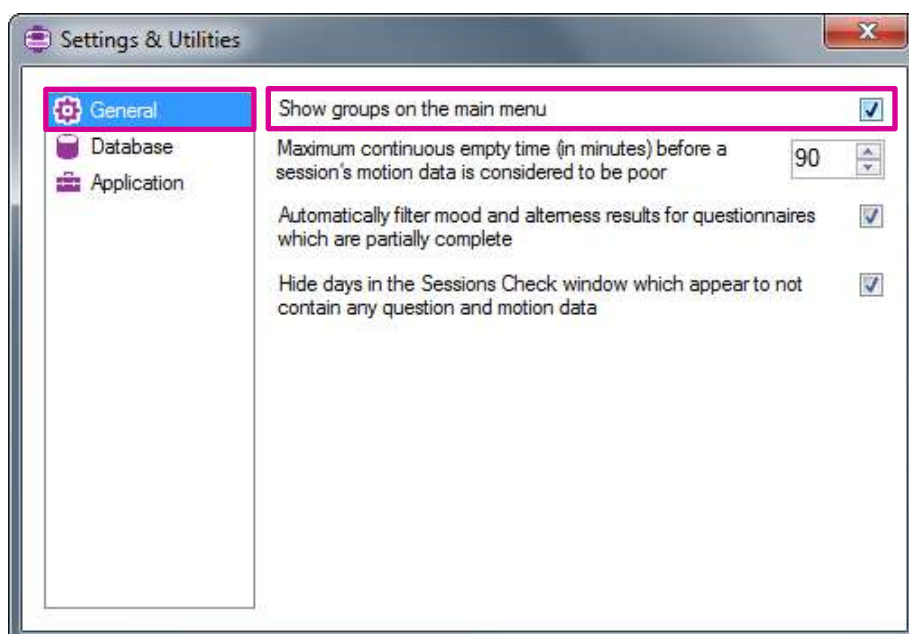 Settings & Utilities
General
Database
Application
Show groups on the main menu
Maximum continuous empty time (in minutes) before a
session's motion data is considered to be poor
90
Automatically filter mood and alterness results for questionnaires
which are partially complete
Hide days in the Sessions Check window which appear to not
contain any question and motion data